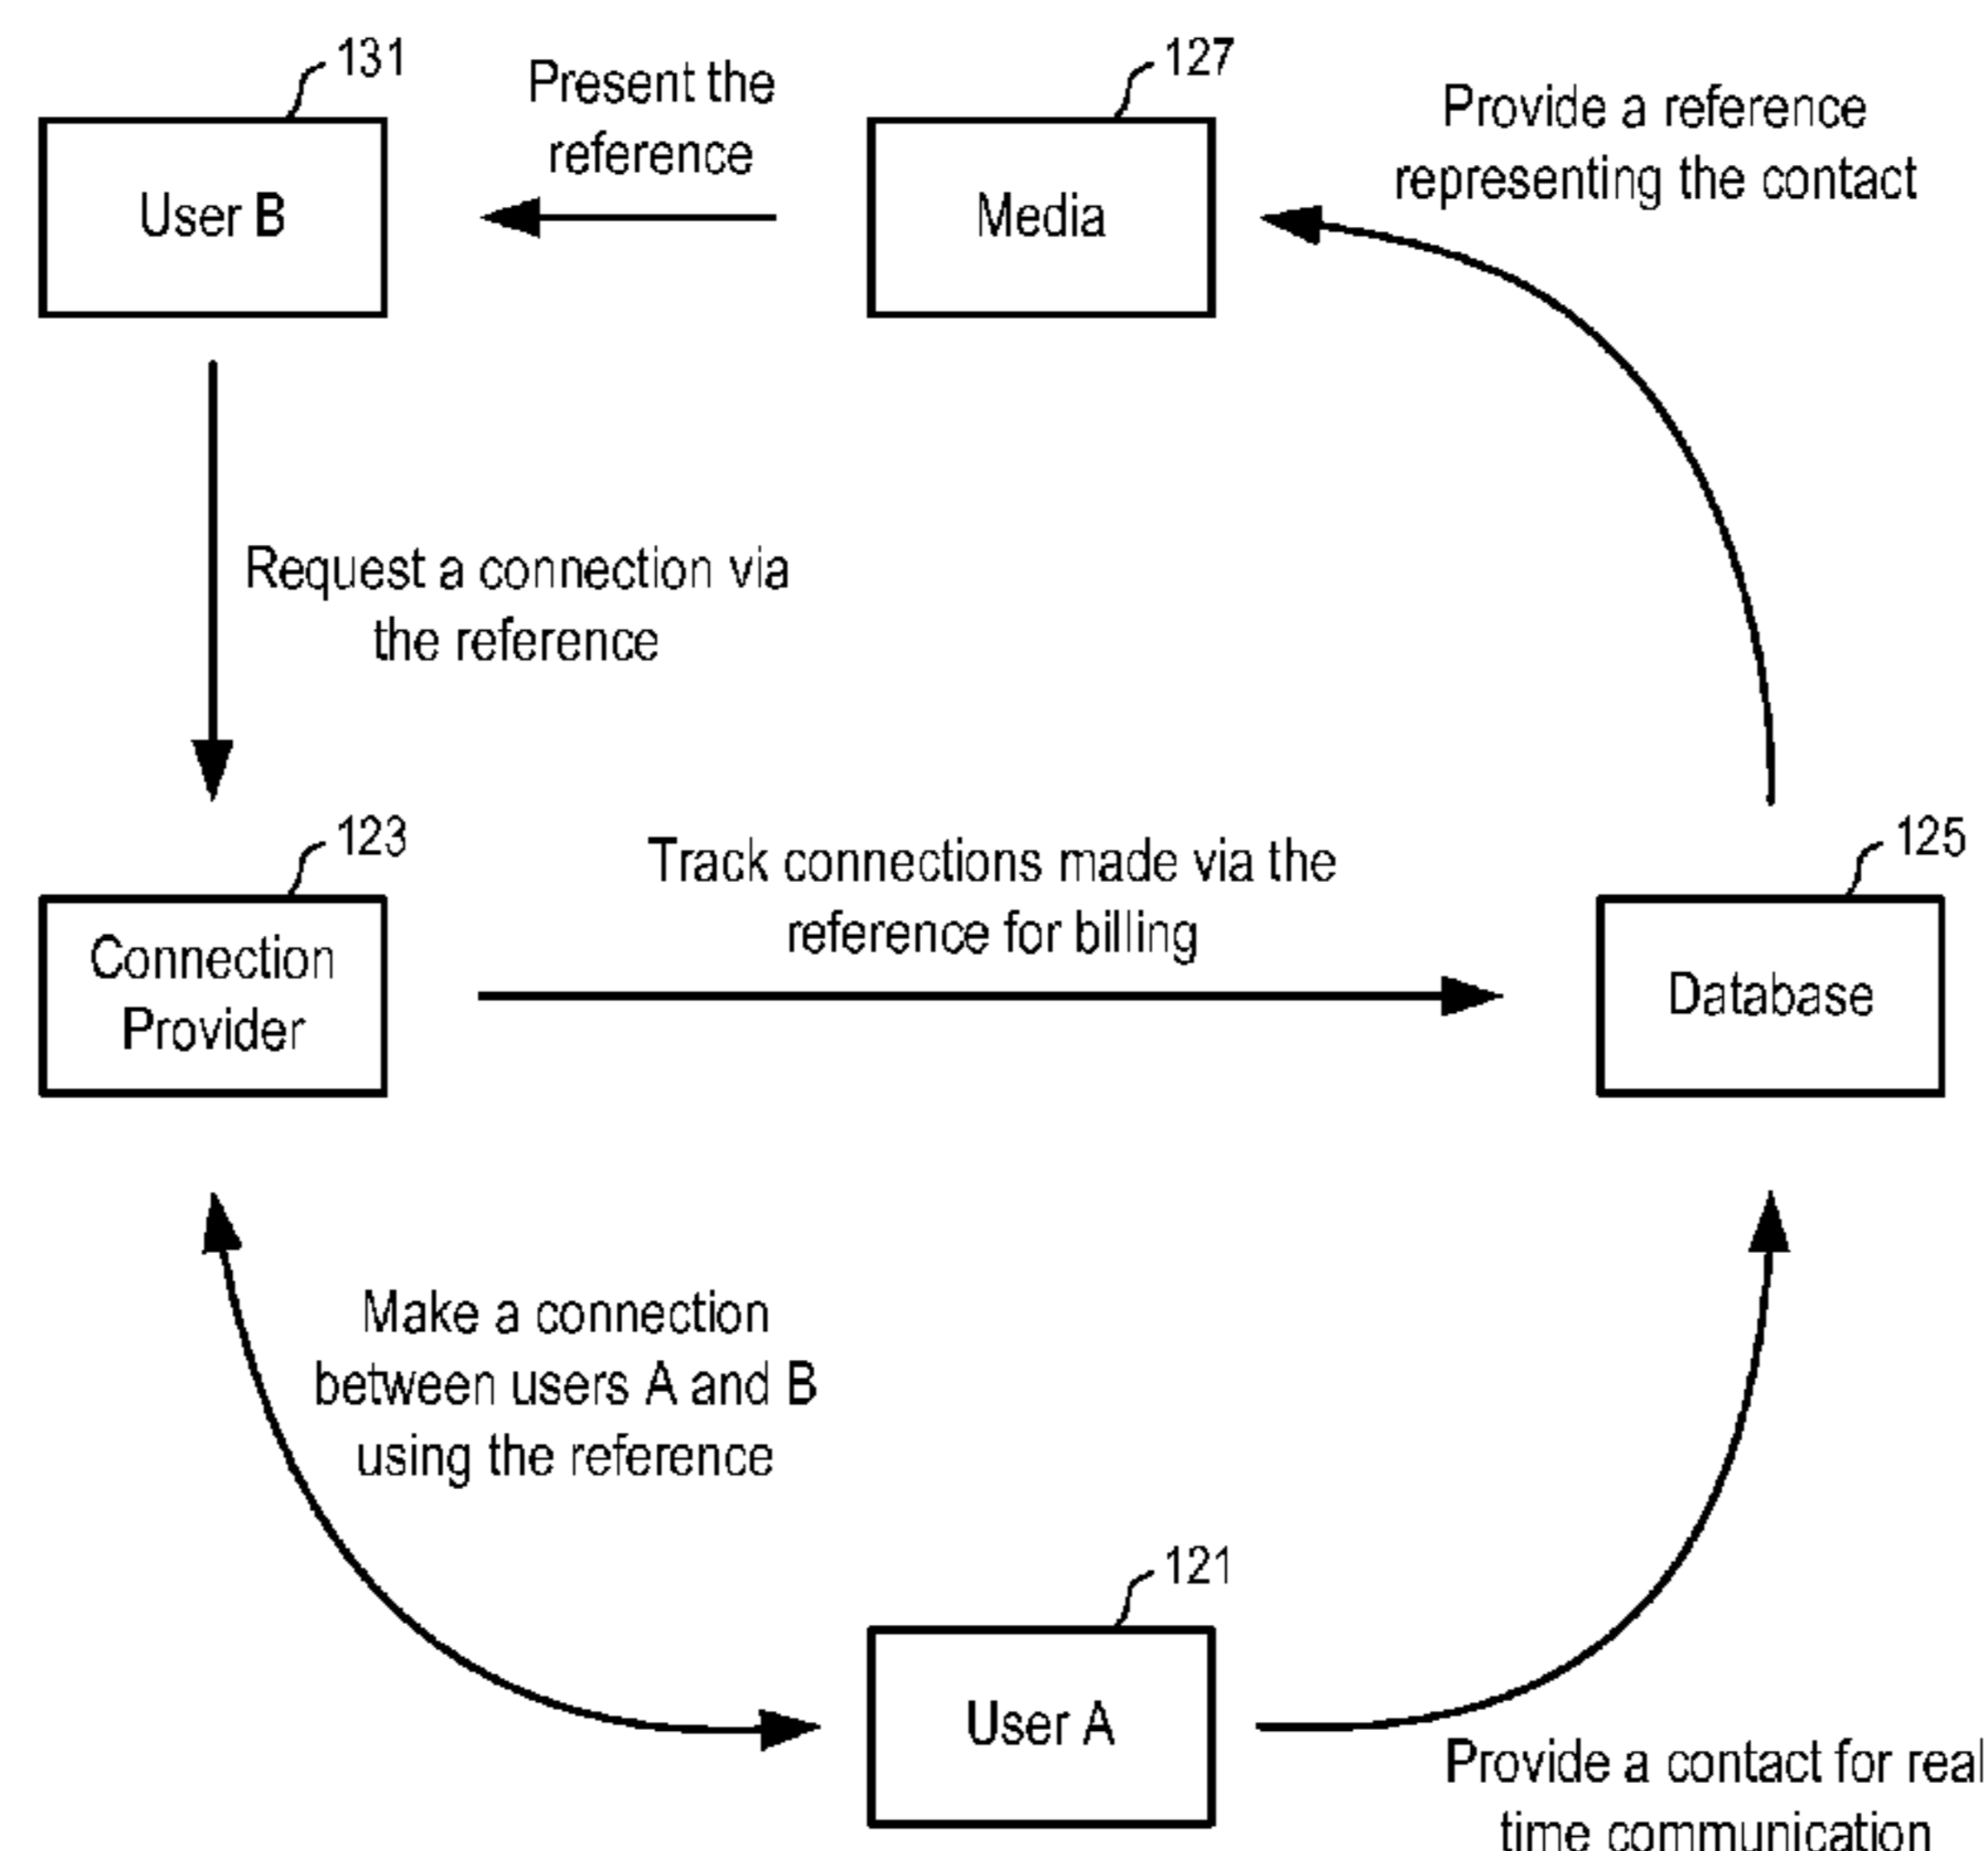 131
Present the
reference
127
Provide a reference
representing the contact
User B
Media
Request a connection via
the reference
123
Track connections made via the
reference for billing
125
Connection
Provider
Database
Make a connection
between users A and B
using the reference
121
User A
Provide a contact for real
time communication